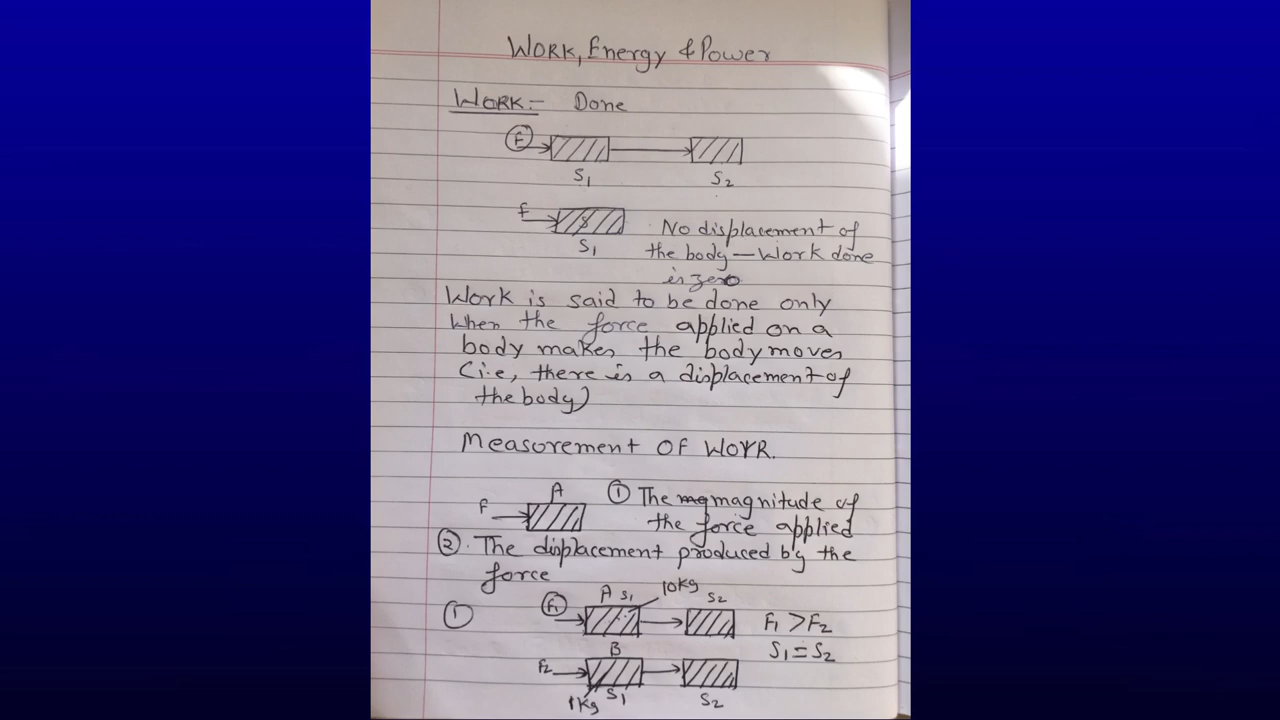 WORK, Energy & Power
WORK:- Done
F
S1 S2
F
S1
No displacement of
the body — Work done
is zero
Work is said to be done only
when the force applied on a
body makes the body moves
(i.e, there is a displacement of
the body)
Measurement OF WORK.
A
F
① The magnitude of
the force applied
②. The displacement produced by the
force
①
A S1 10kg S2
F1
F1 > F2
S1 = S2
B
F2
1kg S1 S2